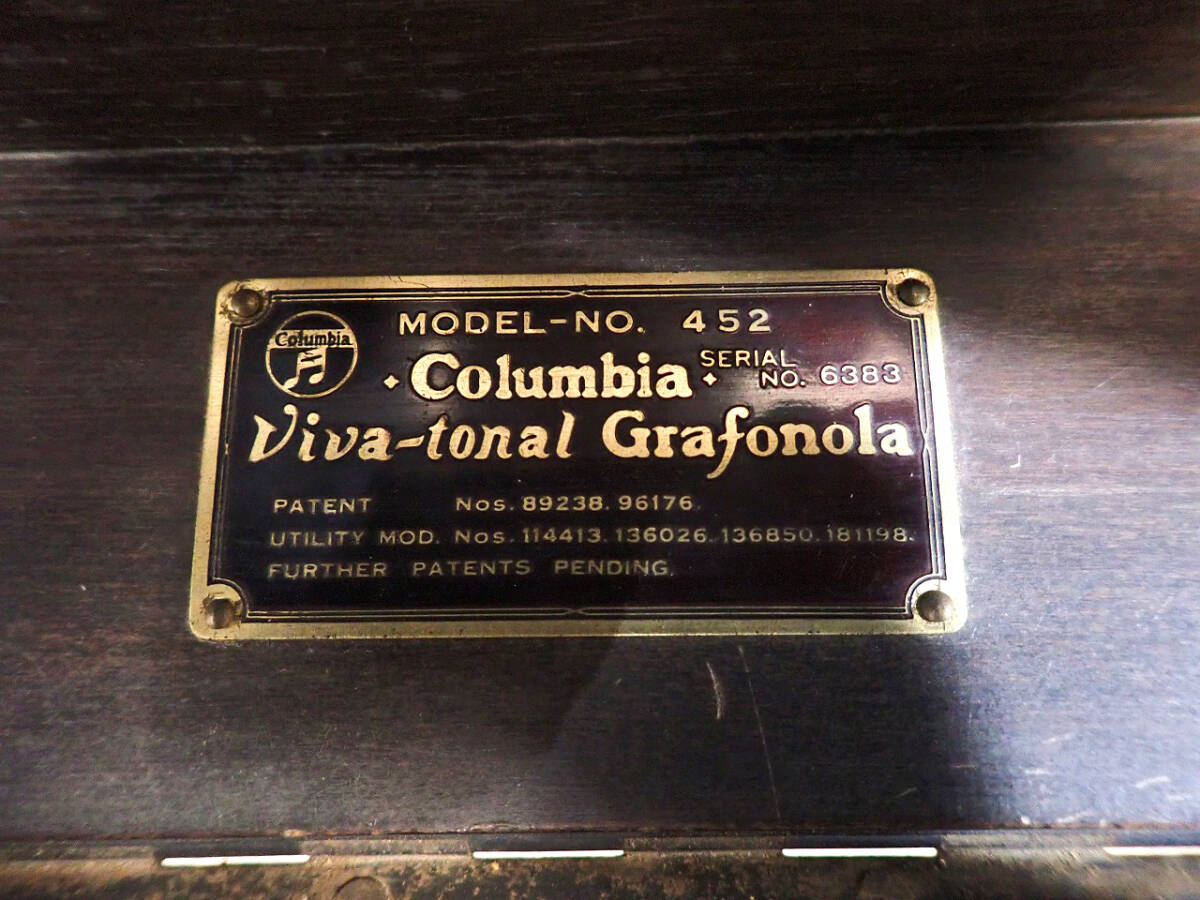 MODEL-NO. 452
Columbia
· Columbia · SERIAL NO. 6383
Viva-tonal Grafonola
PATENT Nos. 89238. 96176.
UTILITY MOD. Nos. 114413. 136026. 136850. 181198.
FURTHER PATENTS PENDING.